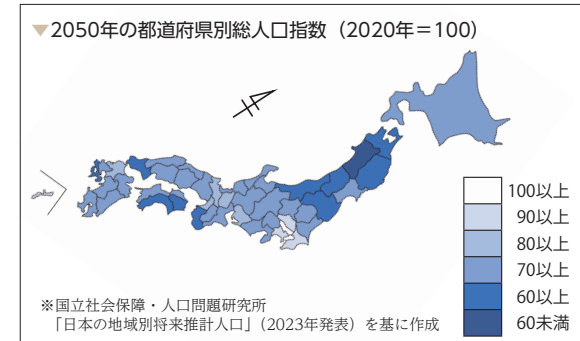 ▼2050年の都道府県別総人口指数（2020年＝100）
100以上
90以上
80以上
70以上
60以上
60未満
※国立社会保障・人口問題研究所
「日本の地域別将来推計人口」（2023年発表）を基に作成